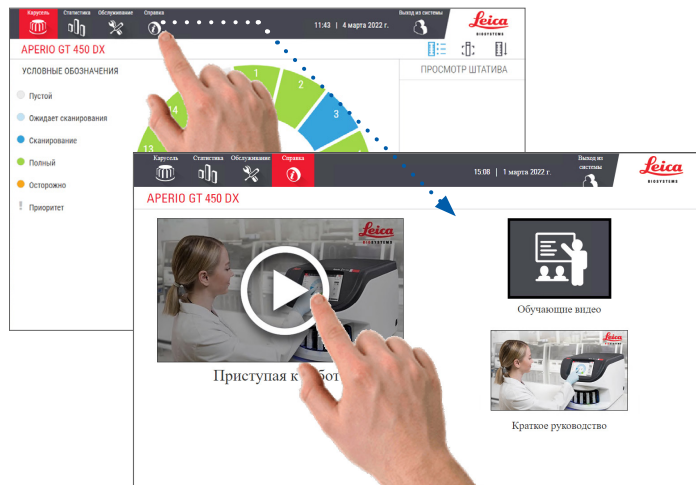 Карусель
Статистика
Обслуживание
Справка
11:43 | 4 марта 2022 г.
Выход из системы
Leica
BIOSYSTEMS
APERIO GT 450 DX
УСЛОВНЫЕ ОБОЗНАЧЕНИЯ
Пустой
Ожидает сканирования
Сканирование
Полный
Осторожно
! Приоритет
ПРОСМОТР ШТАТИВА
1
2
3
14
13
Карусель
Статистика
Обслуживание
Справка
15:08 | 1 марта 2022 г.
Выход из
системы
Leica
BIOSYSTEMS
APERIO GT 450 DX
Leica
BIOSYSTEMS
Приступая к
Обучающие видео
Leica
Краткое руководство